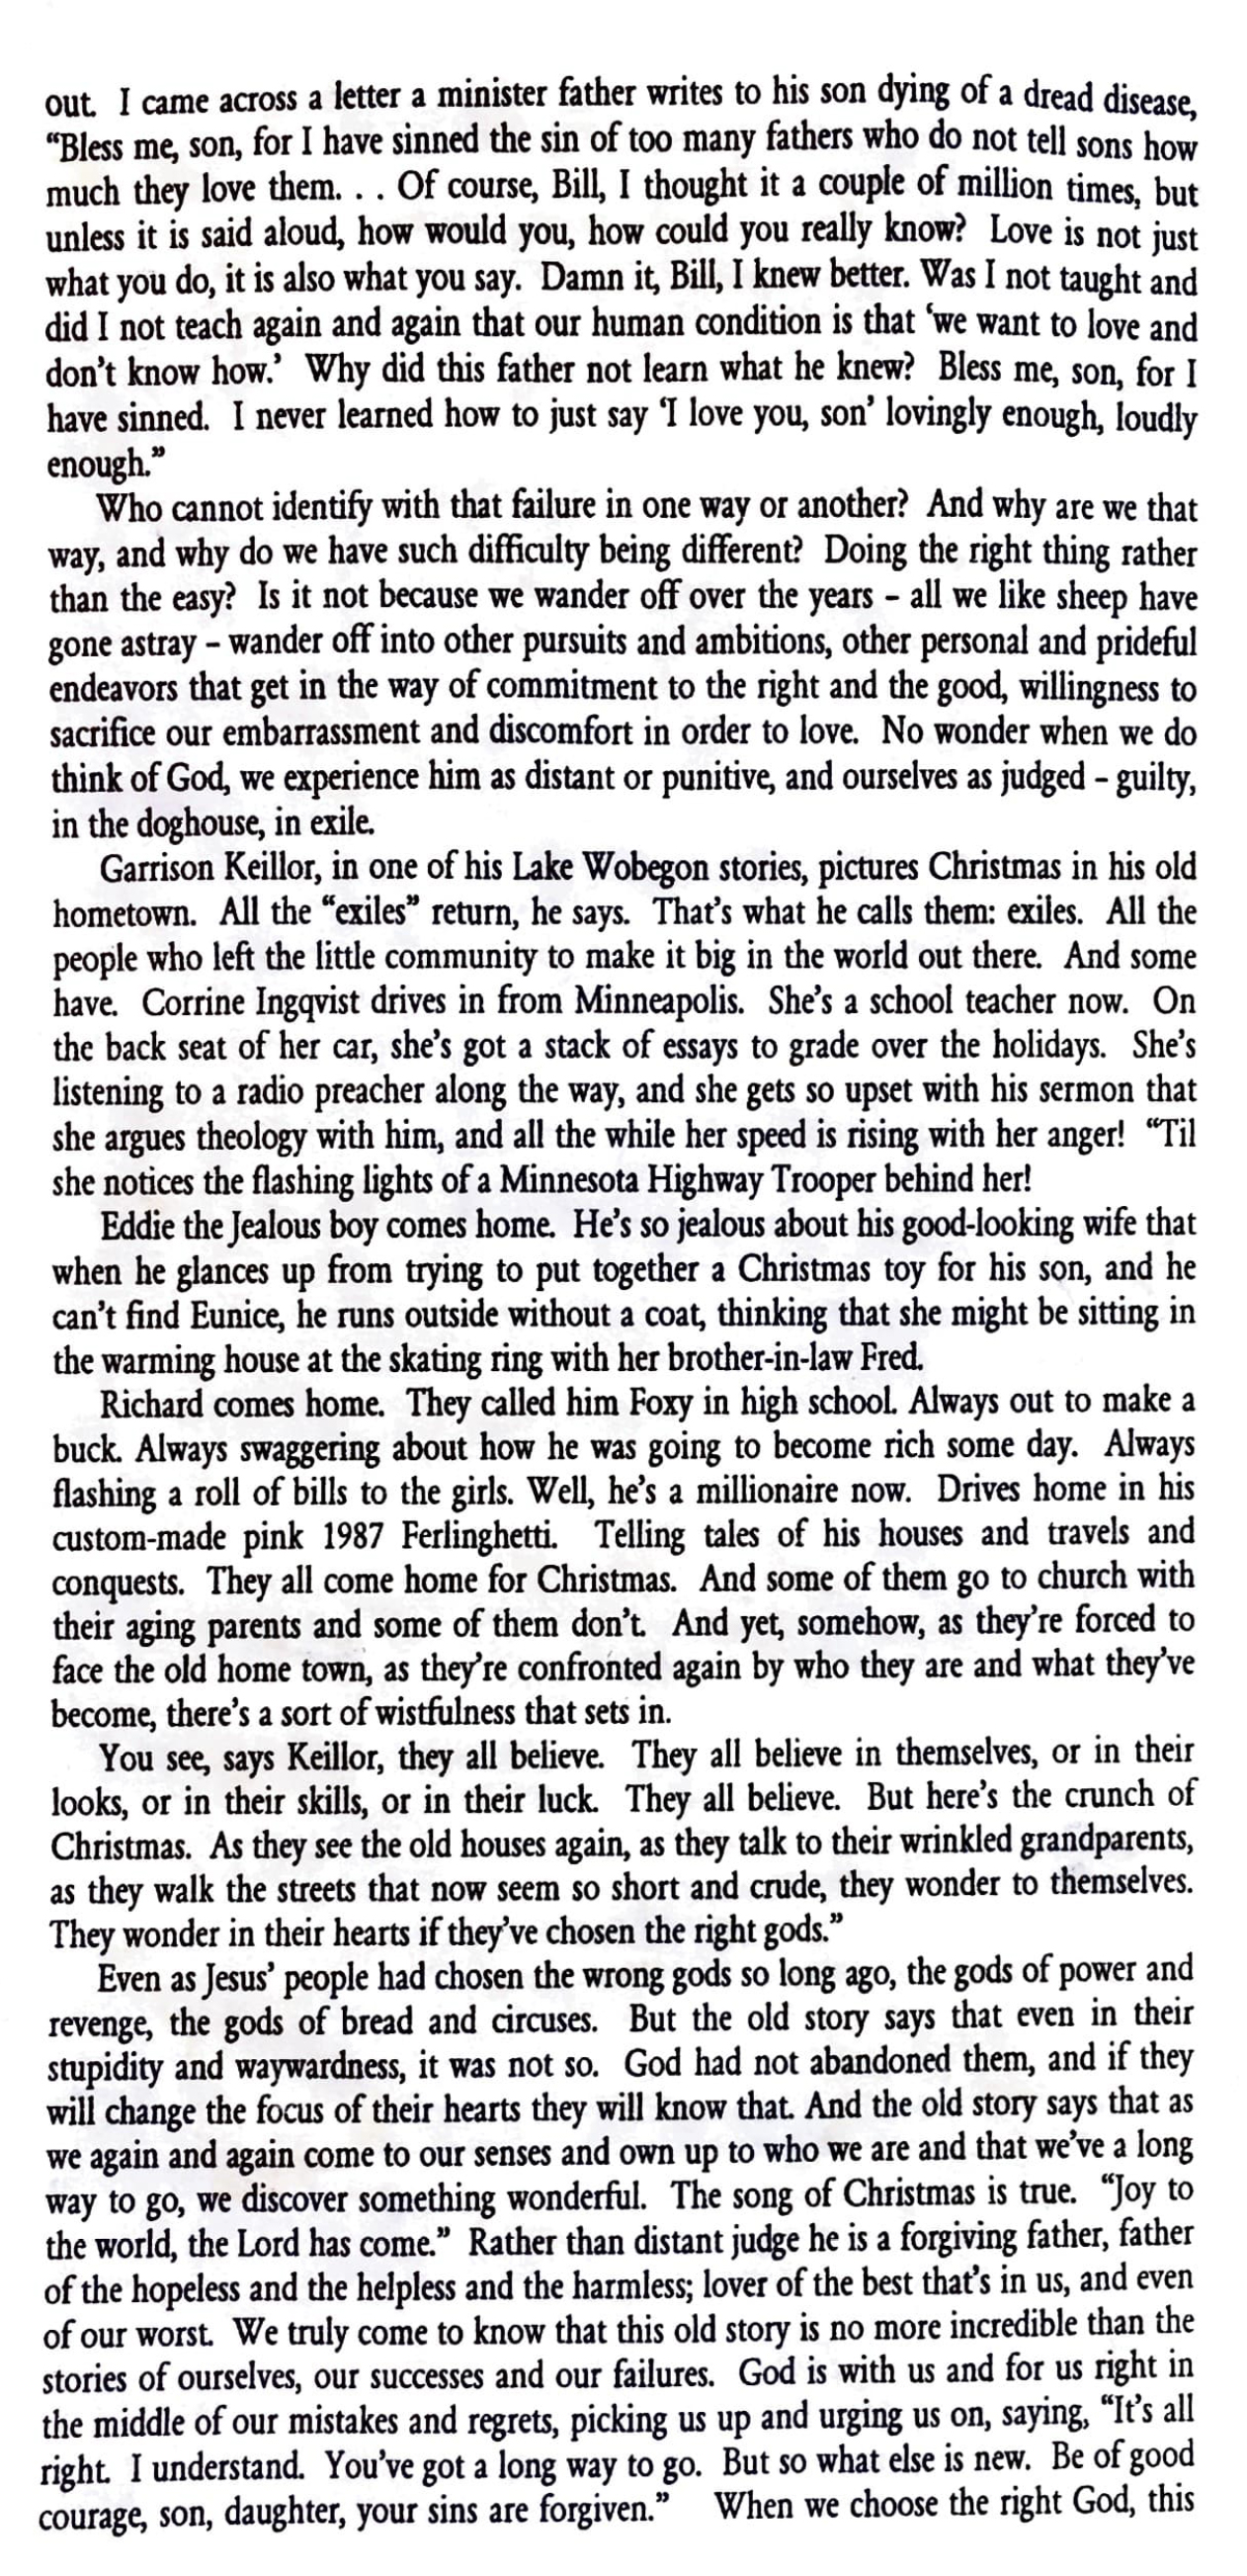 out. I came across a letter a minister father writes to his son dying of a dread disease,
“Bless me, son, for I have sinned the sin of too many fathers who do not tell sons how
much they love them. . . Of course, Bill, I thought it a couple of million times, but
unless it is said aloud, how would you, how could you really know? Love is not just
what you do, it is also what you say. Damn it, Bill, I knew better. Was I not taught and
did I not teach again and again that our human condition is that ‘we want to love and
don't know how.’ Why did this father not learn what he knew? Bless me, son, for I
have sinned. I never learned how to just say ‘I love you, son’ lovingly enough, loudly
enough.”
Who cannot identify with that failure in one way or another? And why are we that
way, and why do we have such difficulty being different? Doing the right thing rather
than the easy? Is it not because we wander off over the years – all we like sheep have
gone astray – wander off into other pursuits and ambitions, other personal and prideful
endeavors that get in the way of commitment to the right and the good, willingness to
sacrifice our embarrassment and discomfort in order to love. No wonder when we do
think of God, we experience him as distant or punitive, and ourselves as judged – guilty,
in the doghouse, in exile.
Garrison Keillor, in one of his Lake Wobegon stories, pictures Christmas in his old
hometown. All the “exiles” return, he says. That's what he calls them: exiles. All the
people who left the little community to make it big in the world out there. And some
have. Corrine Ingqvist drives in from Minneapolis. She's a school teacher now. On
the back seat of her car, she's got a stack of essays to grade over the holidays. She's
listening to a radio preacher along the way, and she gets so upset with his sermon that
she argues theology with him, and all the while her speed is rising with her anger! “Til
she notices the flashing lights of a Minnesota Highway Trooper behind her!
Eddie the Jealous boy comes home. He's so jealous about his good-looking wife that
when he glances up from trying to put together a Christmas toy for his son, and he
can't find Eunice, he runs outside without a coat, thinking that she might be sitting in
the warming house at the skating ring with her brother-in-law Fred.
Richard comes home. They called him Foxy in high school. Always out to make a
buck. Always swaggering about how he was going to become rich some day. Always
flashing a roll of bills to the girls. Well, he's a millionaire now. Drives home in his
custom-made pink 1987 Ferlinghetti. Telling tales of his houses and travels and
conquests. They all come home for Christmas. And some of them go to church with
their aging parents and some of them don't. And yet, somehow, as they're forced to
face the old home town, as they're confronted again by who they are and what they've
become, there's a sort of wistfulness that sets in.
You see, says Keillor, they all believe. They all believe in themselves, or in their
looks, or in their skills, or in their luck. They all believe. But here's the crunch of
Christmas. As they see the old houses again, as they talk to their wrinkled grandparents,
as they walk the streets that now seem so short and crude, they wonder to themselves.
They wonder in their hearts if they've chosen the right gods.”
Even as Jesus' people had chosen the wrong gods so long ago, the gods of power and
revenge, the gods of bread and circuses. But the old story says that even in their
stupidity and waywardness, it was not so. God had not abandoned them, and if they
will change the focus of their hearts they will know that. And the old story says that as
we again and again come to our senses and own up to who we are and that we've a long
way to go, we discover something wonderful. The song of Christmas is true. “Joy to
the world, the Lord has come.” Rather than distant judge he is a forgiving father, father
of the hopeless and the helpless and the harmless; lover of the best that's in us, and even
of our worst. We truly come to know that this old story is no more incredible than the
stories of ourselves, our successes and our failures. God is with us and for us right in
the middle of our mistakes and regrets, picking us up and urging us on, saying, “It's all
right. I understand. You've got a long way to go. But so what else is new. Be of good
courage, son, daughter, your sins are forgiven.” When we choose the right God, this